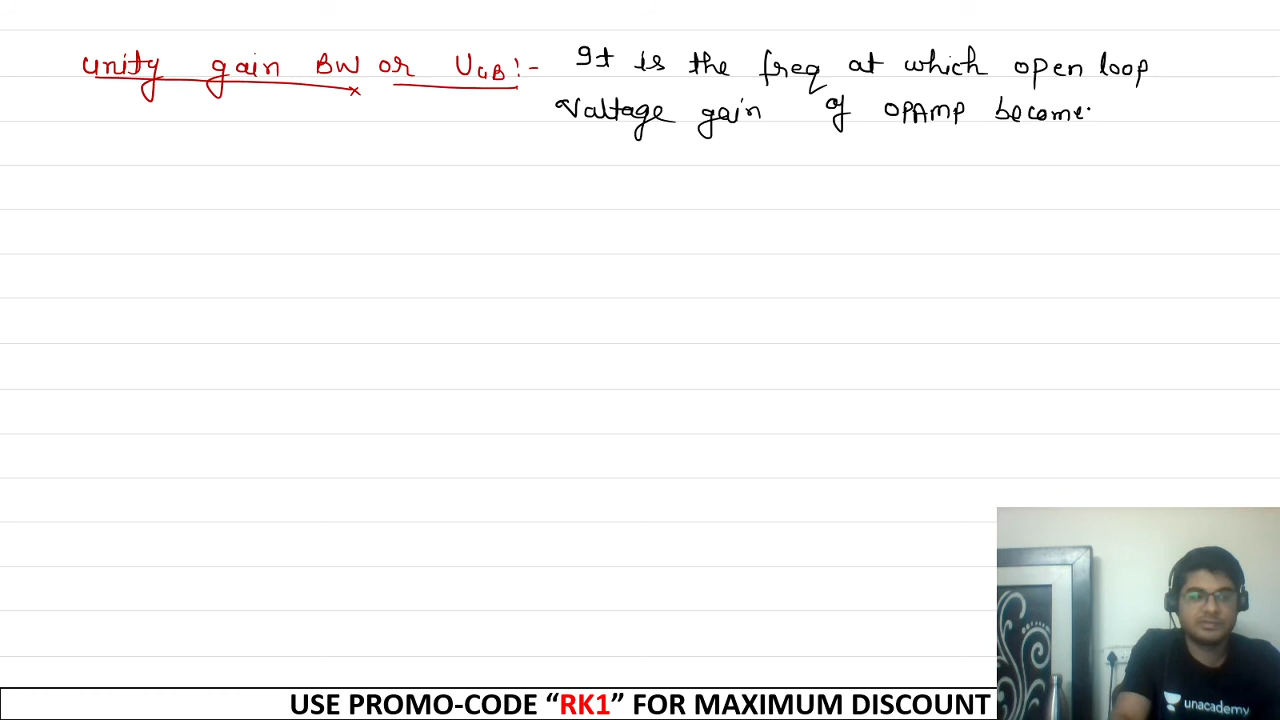 unity gain BW or UGB:- It is the freq at which open loop
Voltage gain of OPAMP become
unacademy
USE PROMO-CODE “RK1” FOR MAXIMUM DISCOUNT